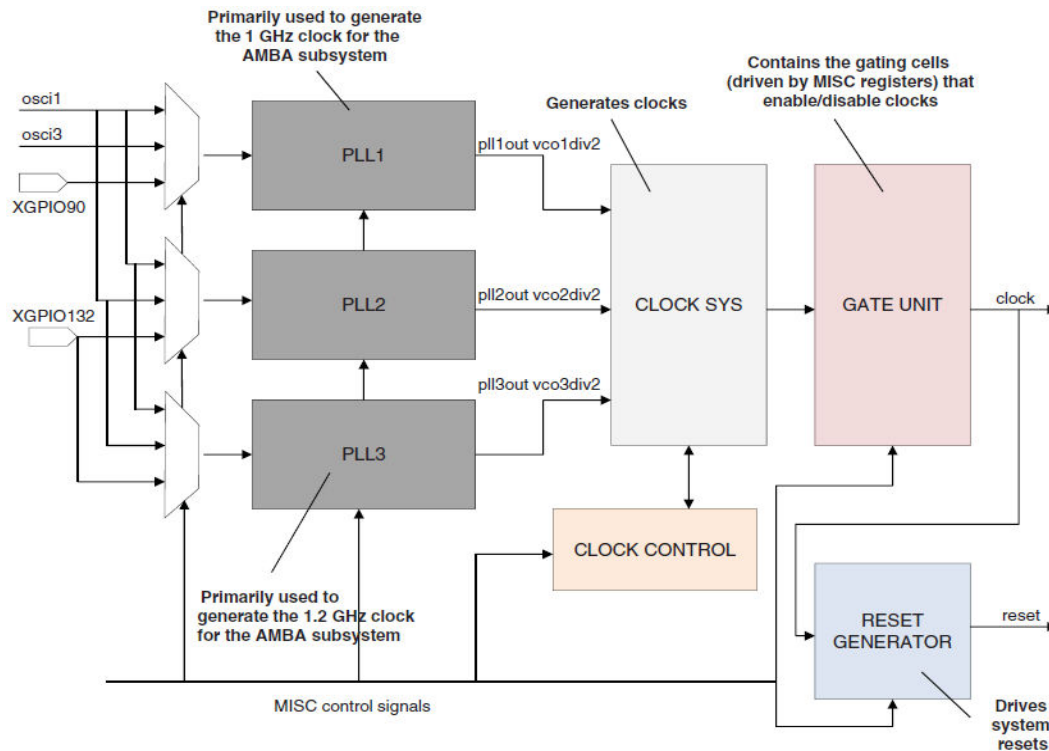 Primarily used to generate
the 1 GHz clock for the
AMBA subsystem
Contains the gating cells
(driven by MISC registers) that
enable/disable clocks
Generates clocks
osci1
osci3
XGPIO90
XGPIO132
PLL1
PLL2
PLL3
pll1out vco1div2
pll2out vco2div2
pll3out vco3div2
CLOCK SYS
GATE UNIT
clock
CLOCK CONTROL
Primarily used to
generate the 1.2 GHz clock
for the AMBA subsystem
RESET
GENERATOR
reset
MISC control signals
Drives
system
resets